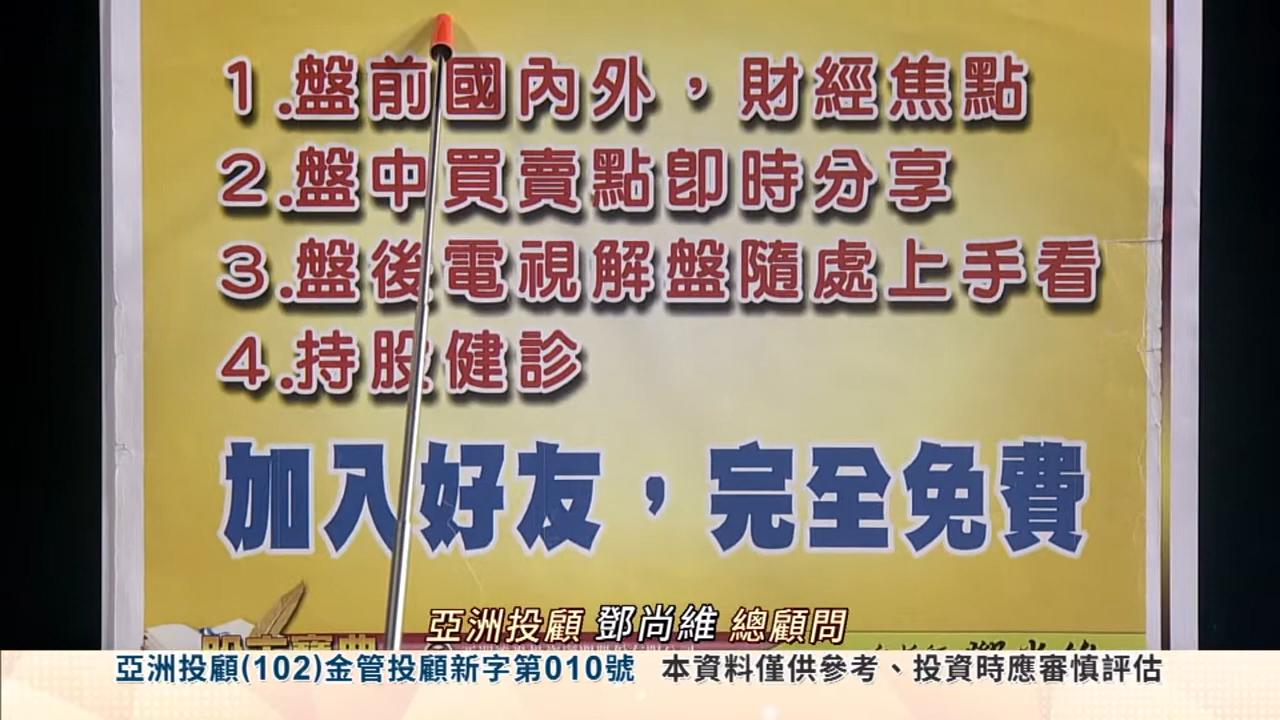 1.盤前國內外,財經焦點
2.盤中買賣點即時分享
3.盤後電視解盤隨處上手看
4.持股健診
加入好友,完全免費
亞洲投顧 鄧尚維 總顧問
亞洲投顧(102)金管投顧新字第010號 本資料僅供參考、投資時應審慎評估